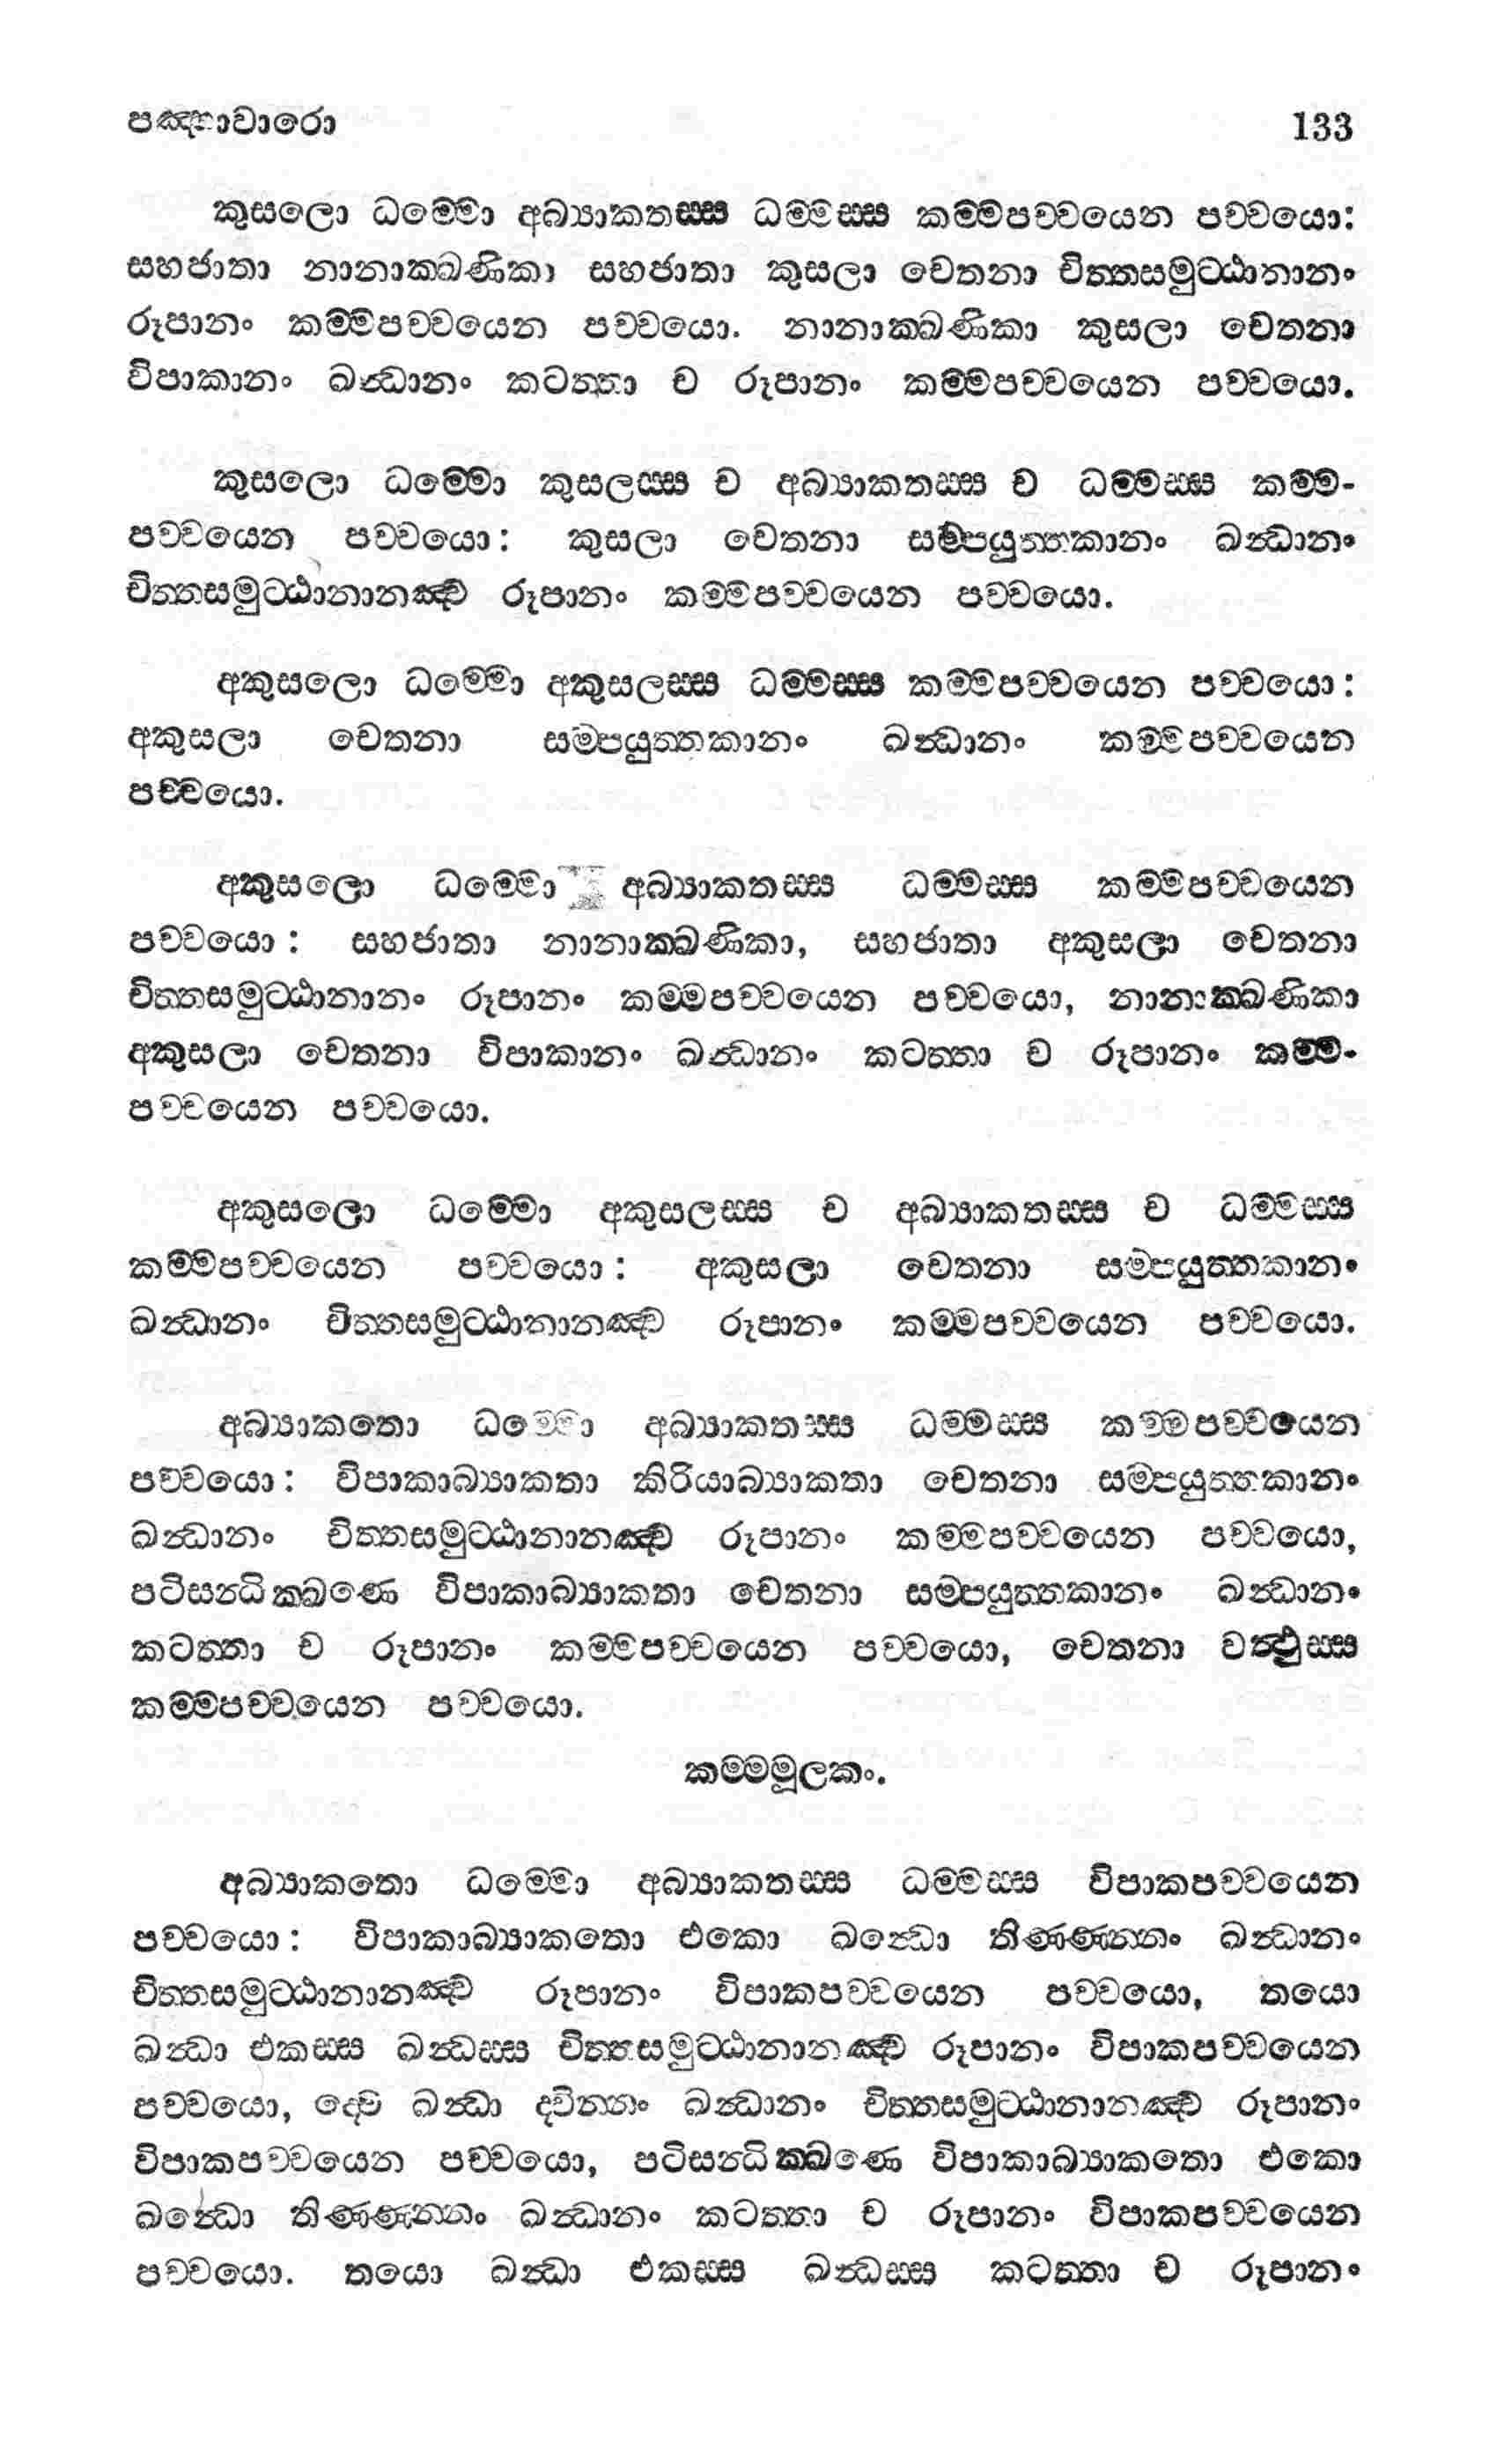 පඤ්හාවාරො 133
කුසලො ධම්මො අබ්‍යාකතස්ස ධම්මස්ස කම්මපච්චයෙන පච්චයො:
සහජාතා නානාක්ඛණිකා සහජාතා කුසලා චෙතනා චිත්තසමුට්ඨානානං
රූපානං කම්මපච්චයෙන පච්චයො. නානාක්ඛණිකා කුසලා චෙතනා
විපාකානං ඛන්ධානං කටත්තා ච රූපානං කම්මපච්චයෙන පච්චයො.
කුසලො ධම්මො කුසලස්ස ච අබ්‍යාකතස්ස ච ධම්මස්ස කම්ම-
පච්චයෙන පච්චයො: කුසලා චෙතනා සම්පයුත්තකානං ඛන්ධානං
චිත්තසමුට්ඨානානඤ්ච රූපානං කම්මපච්චයෙන පච්චයො.
අකුසලො ධම්මො අකුසලස්ස ධම්මස්ස කම්මපච්චයෙන පච්චයො:
අකුසලා චෙතනා සම්පයුත්තකානං ඛන්ධානං කම්මපච්චයෙන
පච්චයො.
අකුසලො ධම්මො අබ්‍යාකතස්ස ධම්මස්ස කම්මපච්චයෙන
පච්චයො: සහජාතා නානාක්ඛණිකා, සහජාතා අකුසලා චෙතනා
චිත්තසමුට්ඨානානං රූපානං කම්මපච්චයෙන පච්චයො, නානාක්ඛණිකා
අකුසලා චෙතනා විපාකානං ඛන්ධානං කටත්තා ච රූපානං කම්ම-
පච්චයෙන පච්චයො.
අකුසලො ධම්මො අකුසලස්ස ච අබ්‍යාකතස්ස ච ධම්මස්ස
කම්මපච්චයෙන පච්චයො: අකුසලා චෙතනා සම්පයුත්තකානං
ඛන්ධානං චිත්තසමුට්ඨානානඤ්ච රූපානං කම්මපච්චයෙන පච්චයො.
අබ්‍යාකතො ධම්මො අබ්‍යාකතස්ස ධම්මස්ස කම්මපච්චයෙන
පච්චයො: විපාකාබ්‍යාකතා කිරියාබ්‍යාකතා චෙතනා සම්පයුත්තකානං
ඛන්ධානං චිත්තසමුට්ඨානානඤ්ච රූපානං කම්මපච්චයෙන පච්චයො,
පටිසන්ධික්ඛණෙ විපාකාබ්‍යාකතා චෙතනා සම්පයුත්තකානං ඛන්ධානං
කටත්තා ච රූපානං කම්මපච්චයෙන පච්චයො, චෙතනා වත්ථුස්ස
කම්මපච්චයෙන පච්චයො.
කම්මමූලකං.
අබ්‍යාකතො ධම්මො අබ්‍යාකතස්ස ධම්මස්ස විපාකපච්චයෙන
පච්චයො: විපාකාබ්‍යාකතො එකො ඛන්ධො තිණ්ණන්නං ඛන්ධානං
චිත්තසමුට්ඨානානඤ්ච රූපානං විපාකපච්චයෙන පච්චයො, තයො
ඛන්ධා එකස්ස ඛන්ධස්ස චිත්තසමුට්ඨානානඤ්ච රූපානං විපාකපච්චයෙන
පච්චයො, ද්වෙ ඛන්ධා ද්වින්නං ඛන්ධානං චිත්තසමුට්ඨානානඤ්ච රූපානං
විපාකපච්චයෙන පච්චයො, පටිසන්ධික්ඛණෙ විපාකාබ්‍යාකතො එකො
ඛන්ධො තිණ්ණන්නං ඛන්ධානං කටත්තා ච රූපානං විපාකපච්චයෙන
පච්චයො. තයො ඛන්ධා එකස්ස ඛන්ධස්ස කටත්තා ච රූපානං